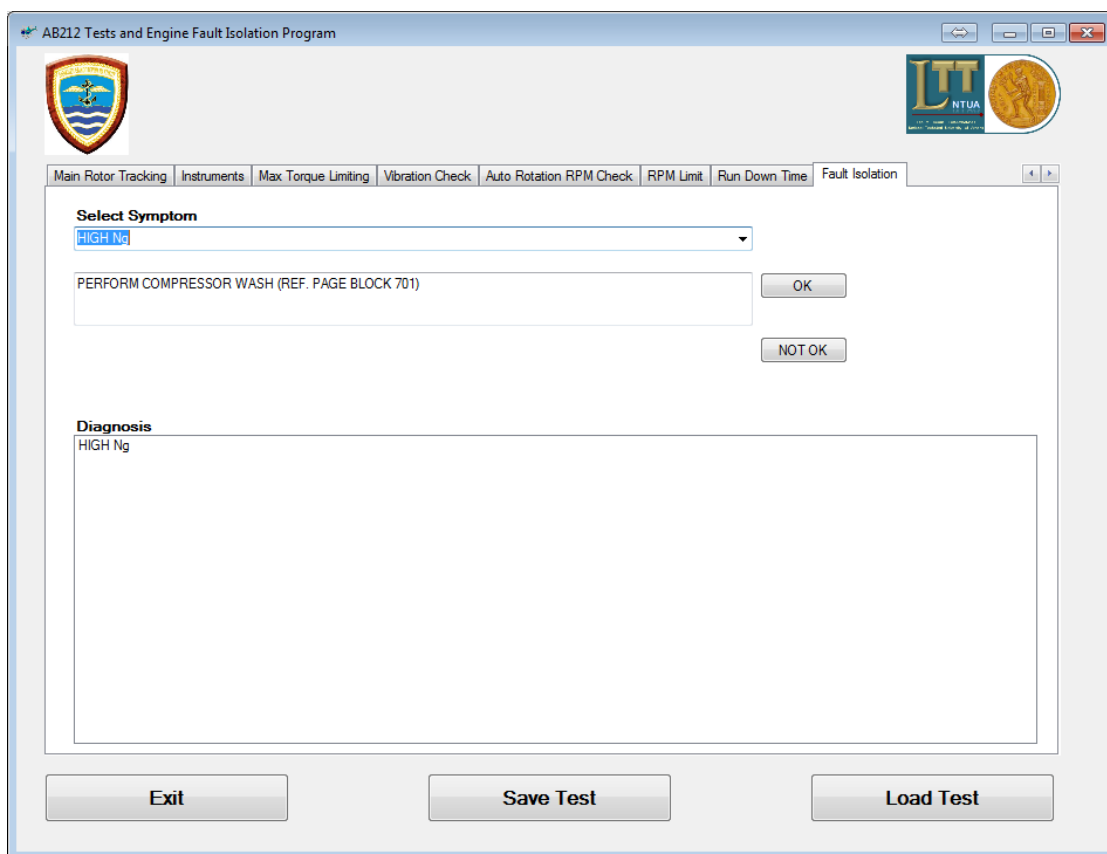 AB212 Tests and Engine Fault Isolation Program
LTT
NTUA
Main Rotor Tracking Instruments Max Torque Limiting Vibration Check Auto Rotation RPM Check RPM Limit Run Down Time Fault Isolation
Select Symptom
HIGH Ng
PERFORM COMPRESSOR WASH (REF. PAGE BLOCK 701)
OK
NOT OK
Diagnosis
HIGH Ng
Exit Save Test Load Test